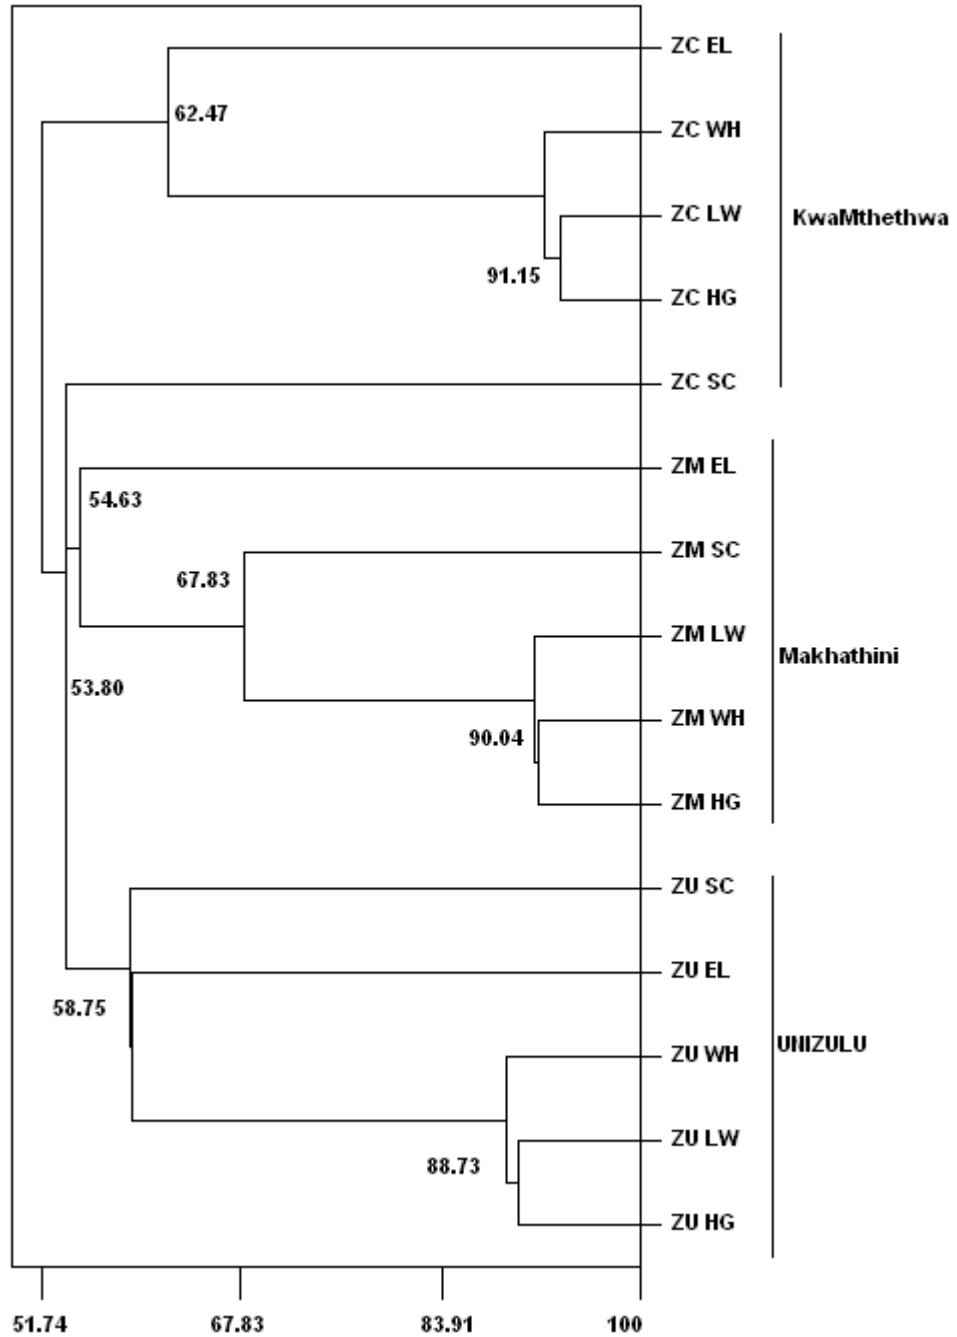 ZC EL
62.47
ZC WH
ZC LW
KwaMthethwa
91.15
ZC HG
ZC SC
ZM EL
54.63
ZM SC
67.83
ZM LW
Makhathini
53.80
ZM WH
90.04
ZM HG
ZU SC
ZU EL
58.75
UNIZULU
ZU WH
ZU LW
88.73
ZU HG
51.74 67.83 83.91 100